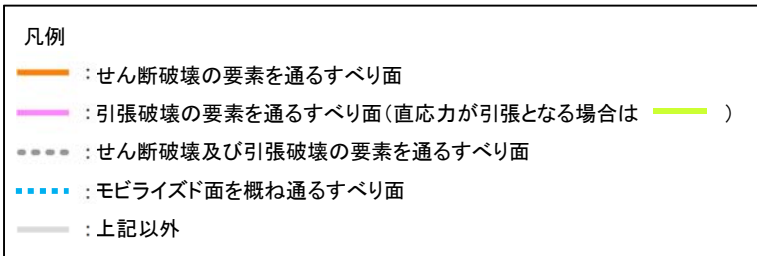 凡例
：せん断破壊の要素を通るすべり面
：引張破壊の要素を通るすべり面（直応力が引張となる場合は　　　）
：せん断破壊及び引張破壊の要素を通るすべり面
：モビライズド面を概ね通るすべり面
：上記以外